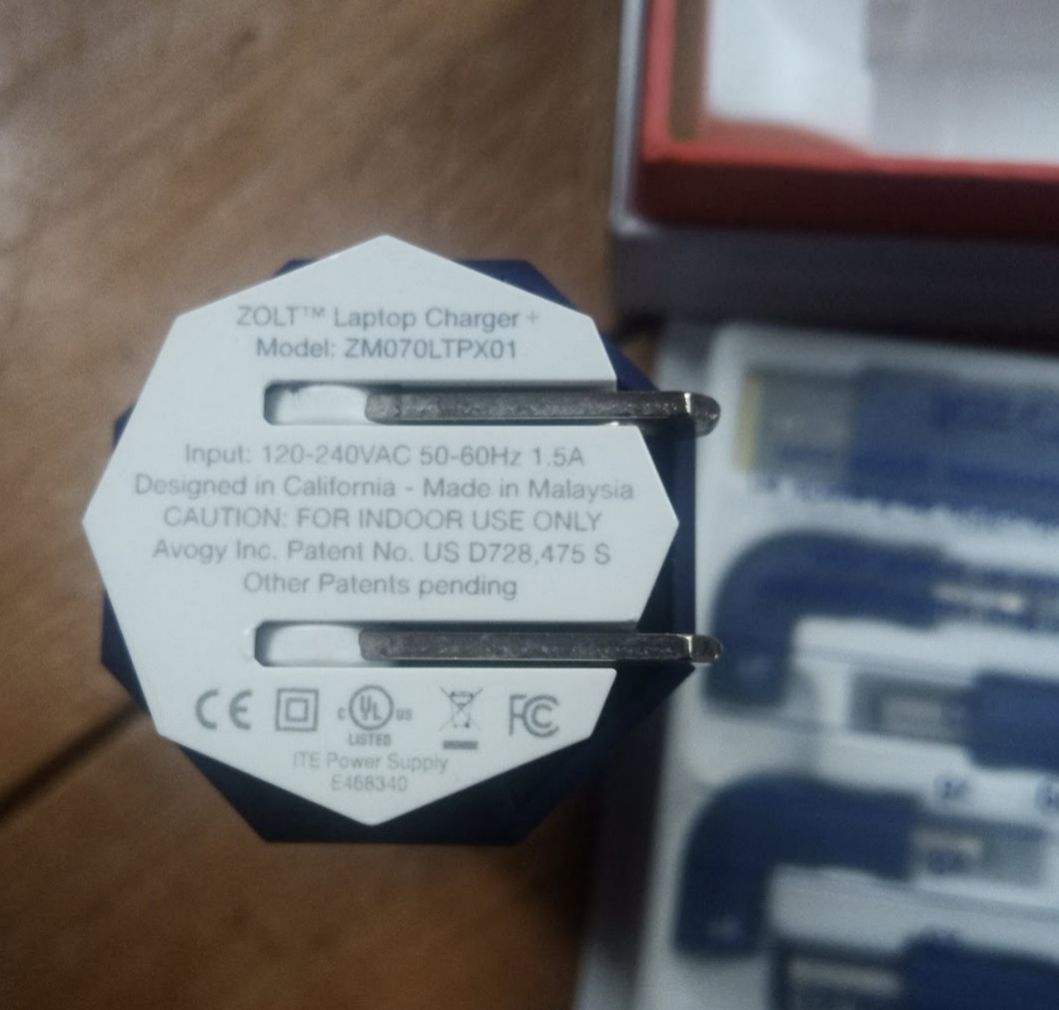 ZOLT™ Laptop Charger +
Model: ZM070LTPX01
Input: 120-240VAC 50-60Hz 1.5A
Designed in California - Made in Malaysia
CAUTION: FOR INDOOR USE ONLY
Avogy Inc. Patent No. US D728,475 S
Other Patents pending
CE c UL us FC
LISTED
ITE Power Supply
E468340